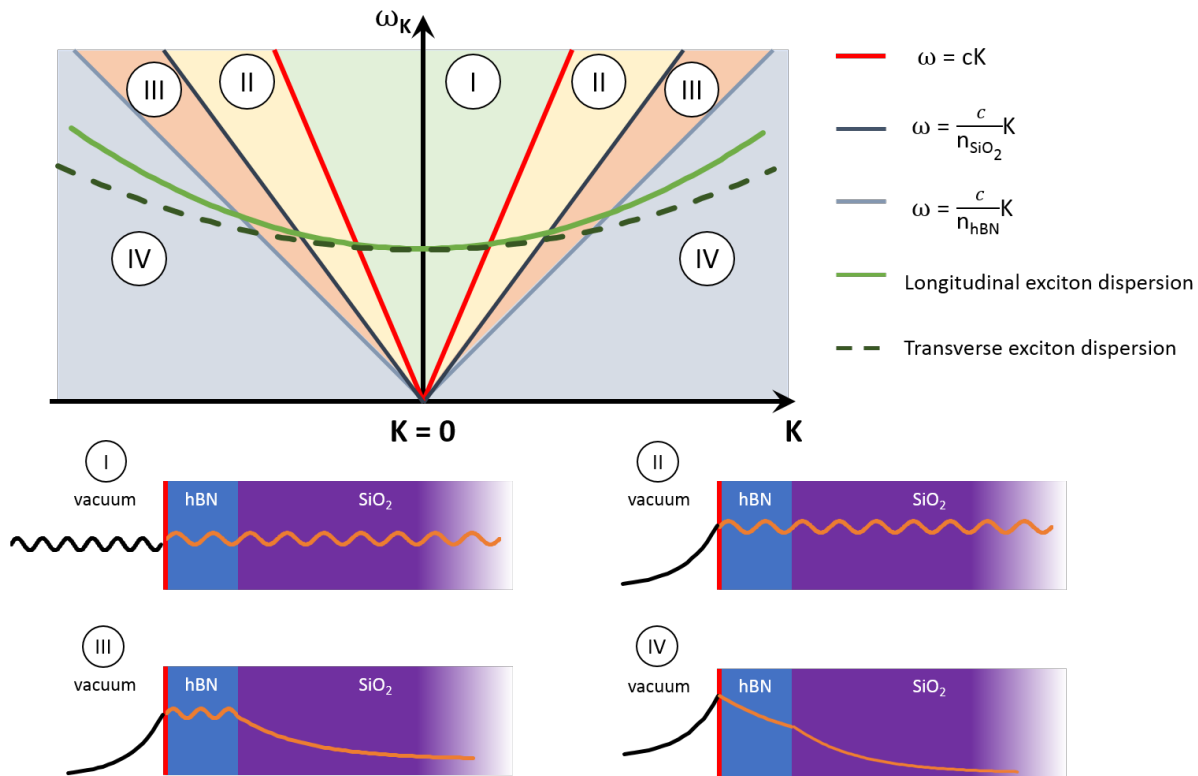 ω_K
III
II
I
II
III
IV
IV
K = 0
K
ω = cK
ω = c/n_SiO₂ K
ω = c/n_hBN K
Longitudinal exciton dispersion
Transverse exciton dispersion
I
vacuum
hBN
SiO₂
II
vacuum
hBN
SiO₂
III
vacuum
hBN
SiO₂
IV
vacuum
hBN
SiO₂